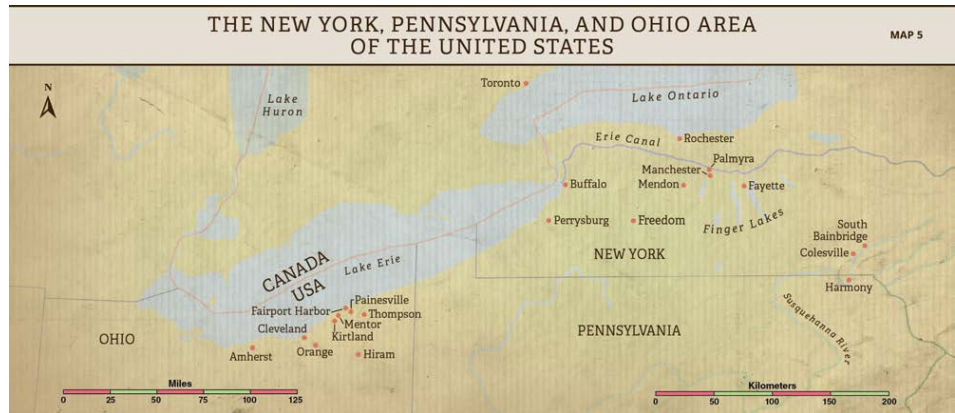 THE NEW YORK, PENNSYLVANIA, AND OHIO AREA
OF THE UNITED STATES
MAP 5
N
Toronto
Lake
Huron
Lake Ontario
Erie Canal
Rochester
Palmyra
Manchester
Mendon
Fayette
Buffalo
Perrysburg
Freedom
Finger Lakes
South
Bainbridge
Colesville
NEW YORK
Harmony
CANADA
USA
Lake Erie
Painesville
Fairport Harbor
Thompson
Mentor
Cleveland
Kirtland
OHIO
Amherst
Orange
Hiram
PENNSYLVANIA
Susquehanna River
Miles
0 25 50 75 100 125
Kilometers
0 50 100 150 200